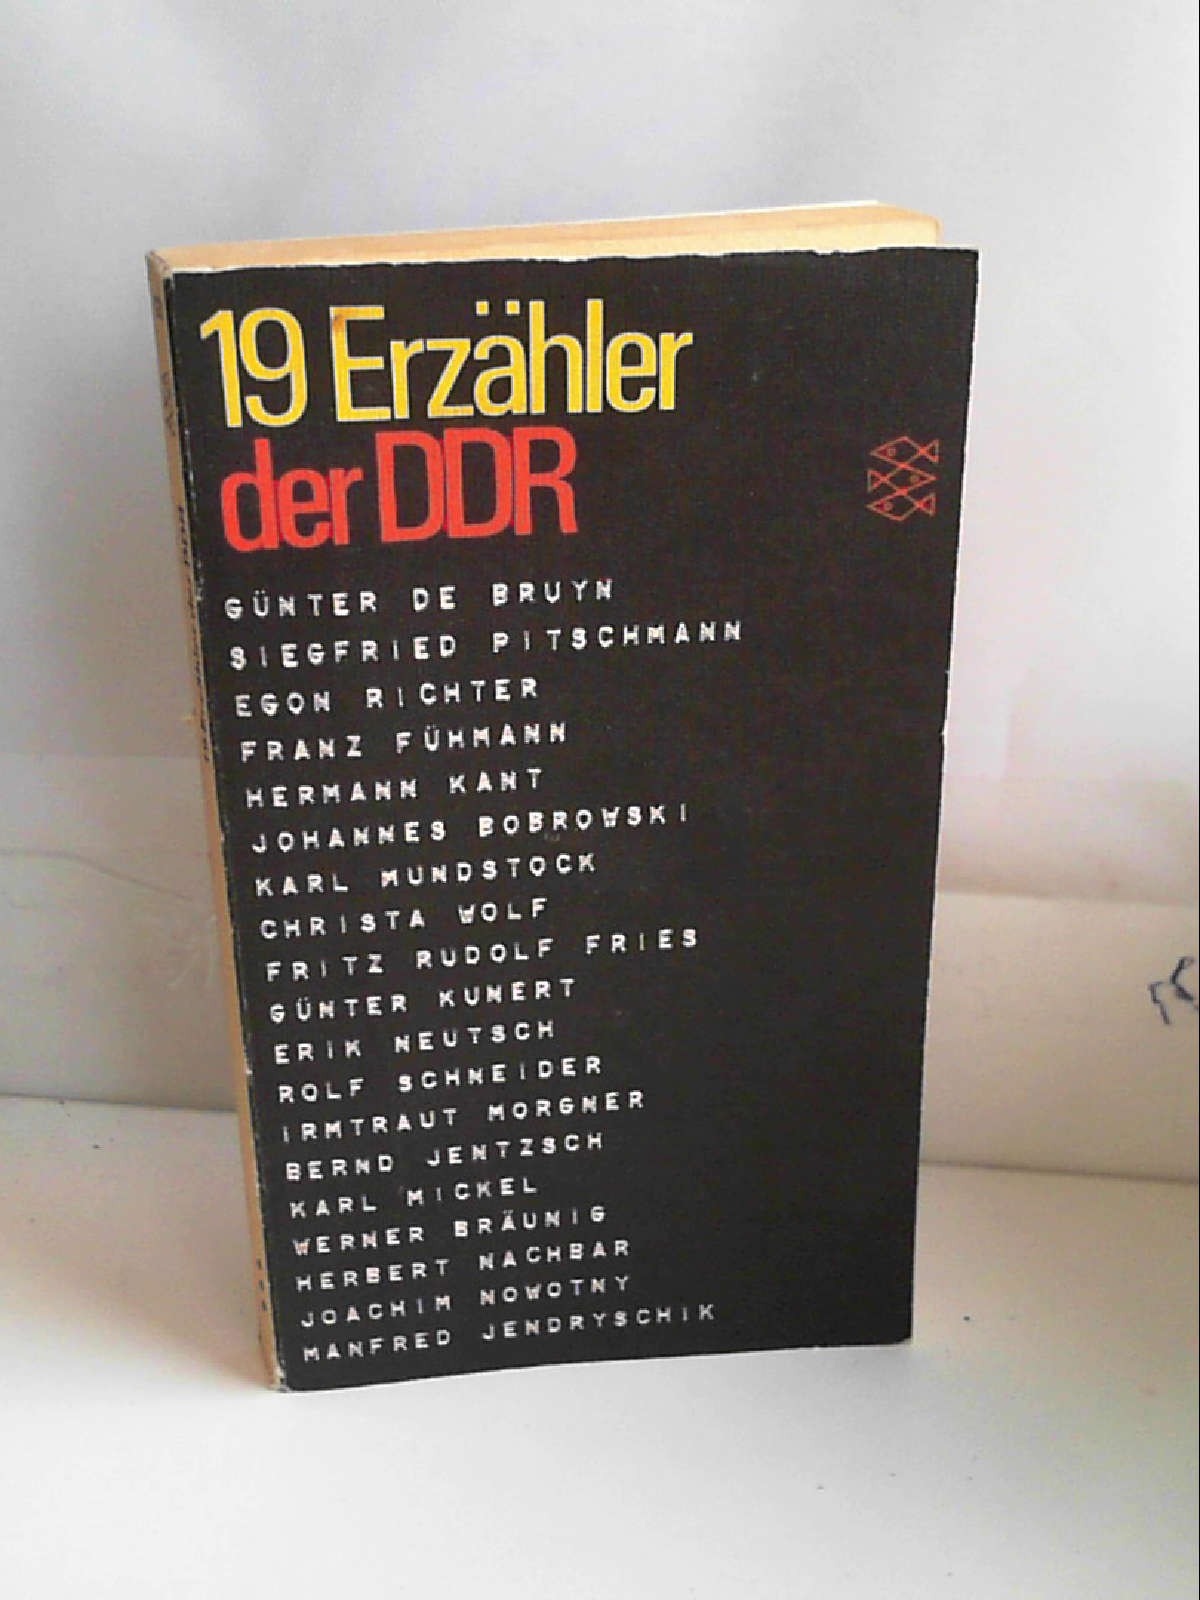 19 Erzähler
der DDR
GÜNTER DE BRUYN
SIEGFRIED PITSCHMANN
EGON RICHTER
FRANZ FÜHMANN
HERMANN KANT
JOHANNES BOBROWSKI
KARL MUNDSTOCK
CHRISTA WOLF
FRITZ RUDOLF FRIES
GÜNTER KUNERT
ERIK NEUTSCH
ROLF SCHNEIDER
IRMTRAUT MORGNER
BERND JENTZSCH
KARL MICKEL
WERNER BRÄUNIG
HERBERT NACHBAR
JOACHIM NOWOTNY
MANFRED JENDRYSCHIK